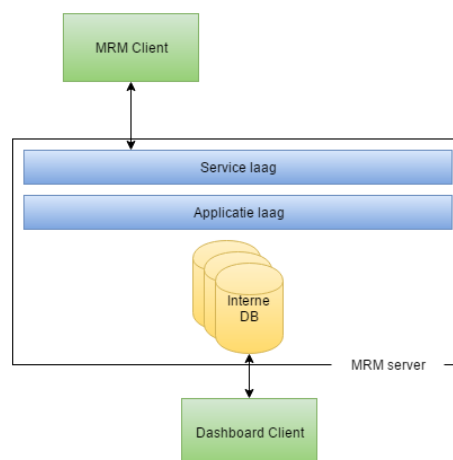 MRM Client
Service laag
Applicatie laag
Interne
DB
MRM server
Dashboard Client